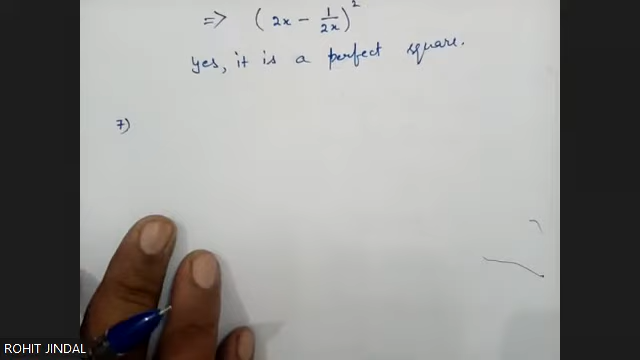 => (2x - 1/2x)²
yes, it is a perfect square.
7)
ROHIT JINDAL